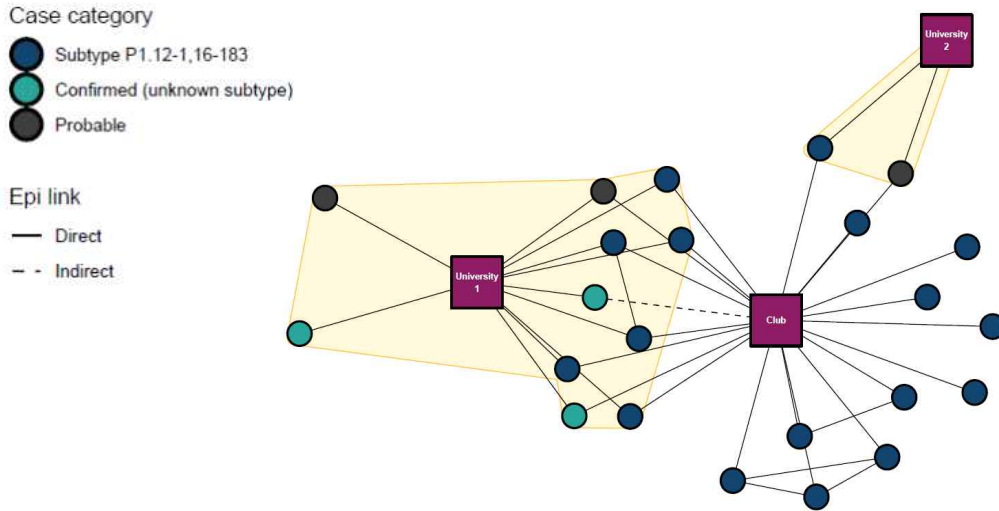 Case category
Subtype P1.12-1,16-183
Confirmed (unknown subtype)
Probable
Epi link
Direct
Indirect
University
2
University
1
Club